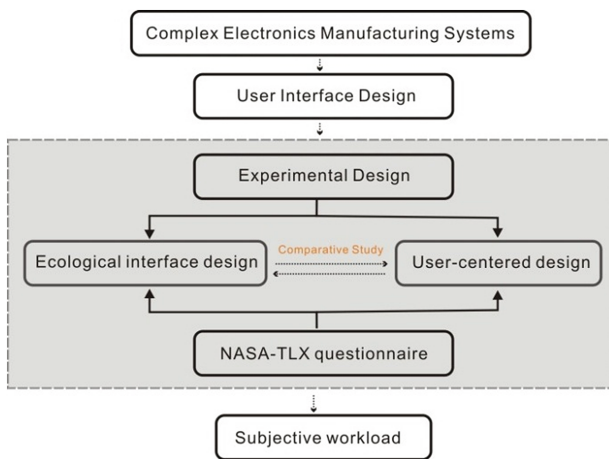 Complex Electronics Manufacturing Systems
User Interface Design
Experimental Design
Comparative Study
Ecological interface design
User-centered design
NASA-TLX questionnaire
Subjective workload